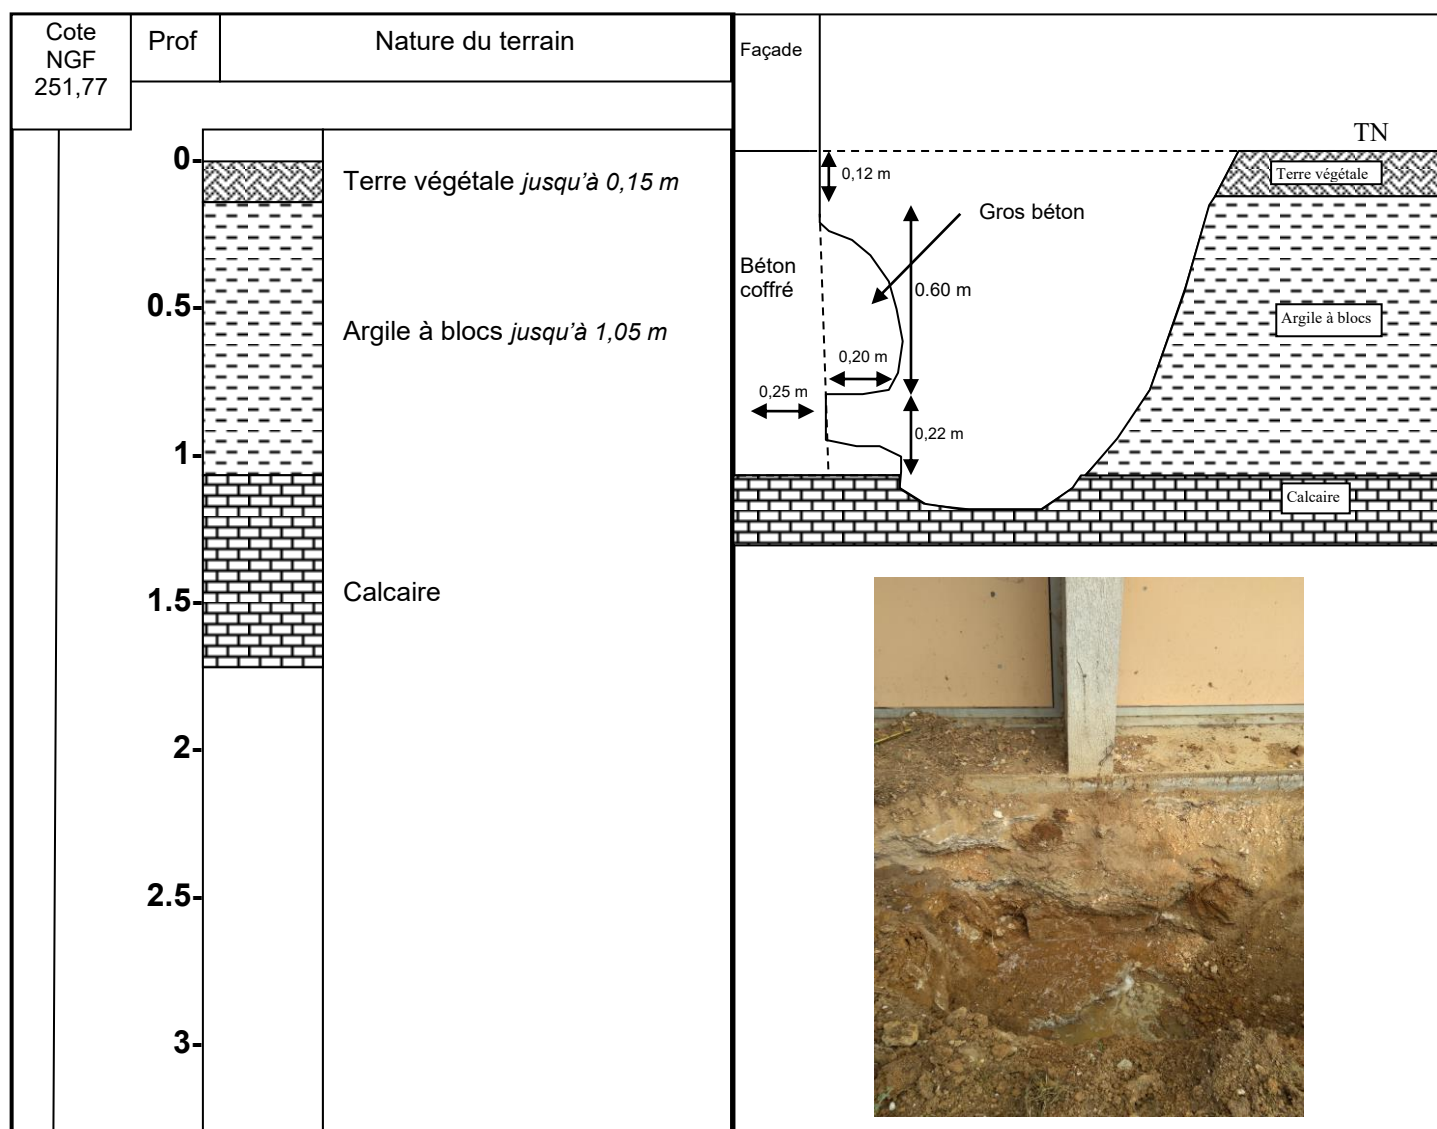 Cote
NGF
251,77
Prof
Nature du terrain
0-
Terre végétale jusqu'à 0,15 m
0.5-
Argile à blocs jusqu'à 1,05 m
1-
1.5-
Calcaire
2-
2.5-
3-
Façade
TN
0,12 m
Terre végétale
Gros béton
Béton
coffré
0.60 m
Argile à blocs
0,20 m
0,25 m
0,22 m
Calcaire